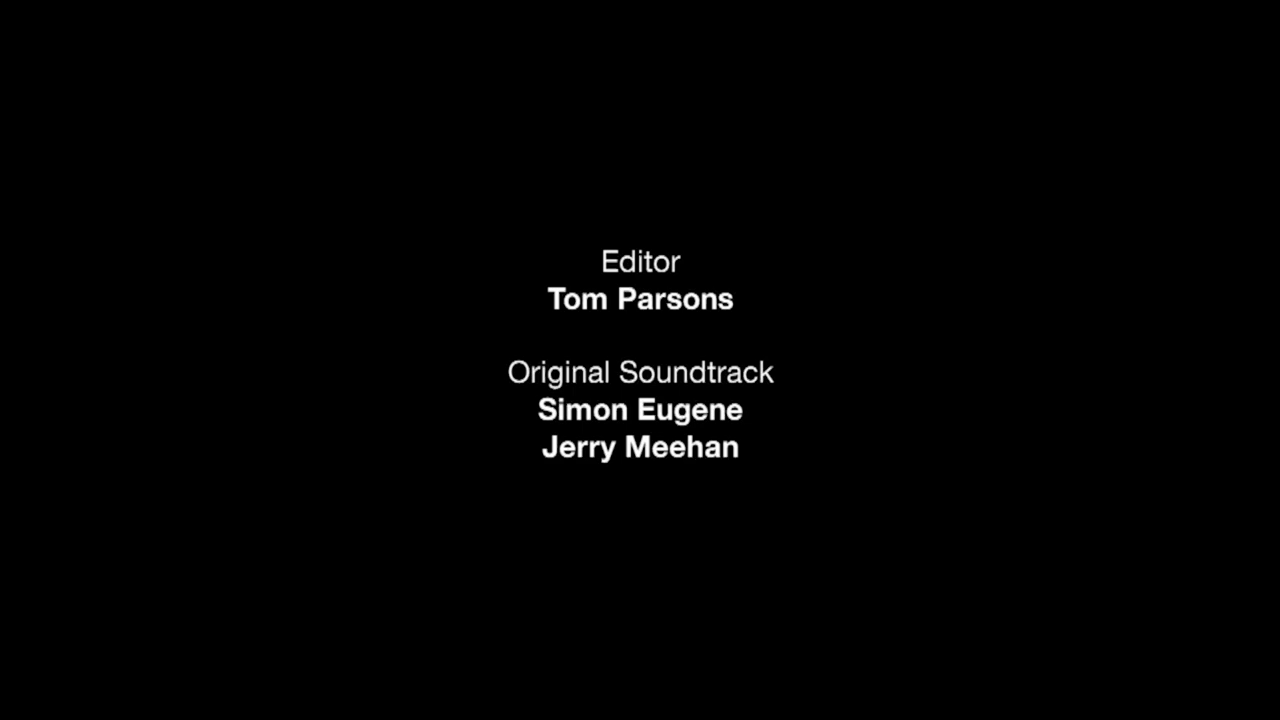 Editor
Tom Parsons
Original Soundtrack
Simon Eugene
Jerry Meehan